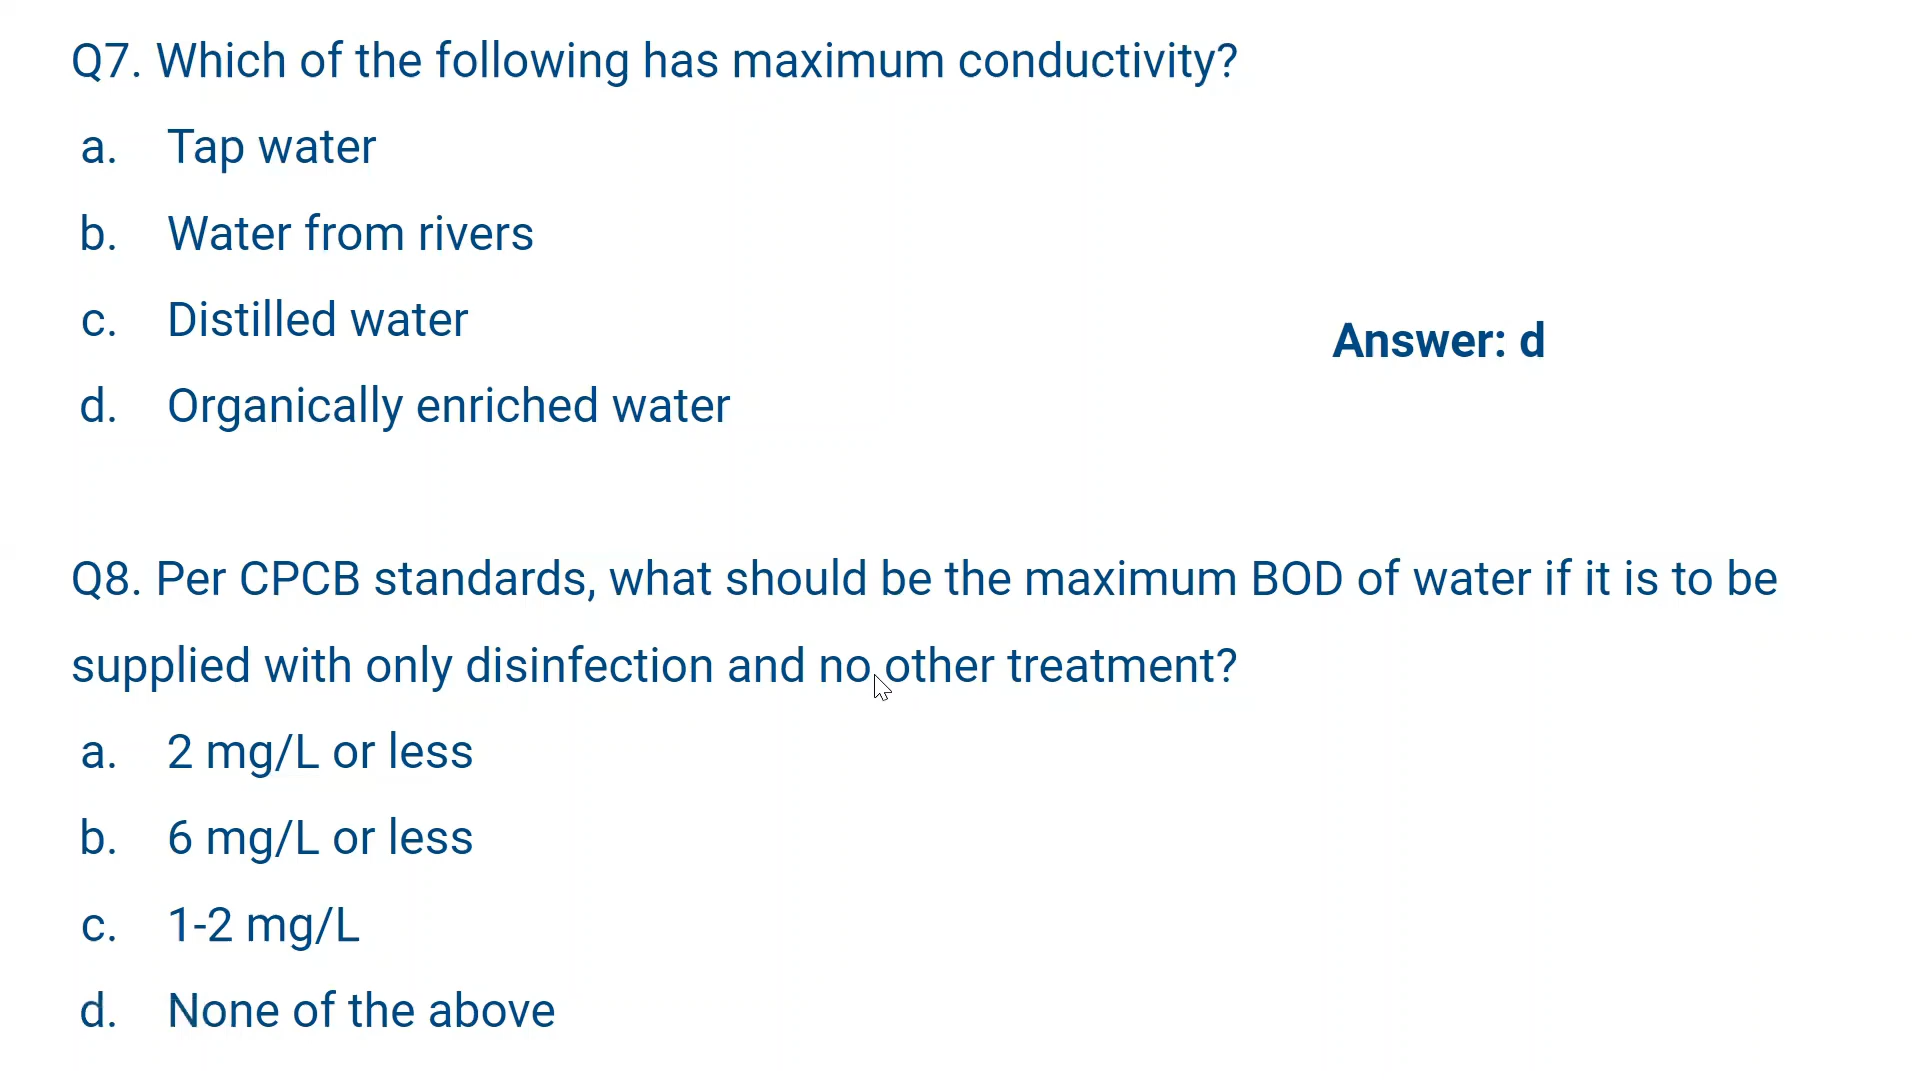 Q7. Which of the following has maximum conductivity?
a. Tap water
b. Water from rivers
c. Distilled water
Answer: d
d. Organically enriched water
Q8. Per CPCB standards, what should be the maximum BOD of water if it is to be
supplied with only disinfection and no other treatment?
a. 2 mg/L or less
b. 6 mg/L or less
c. 1-2 mg/L
d. None of the above